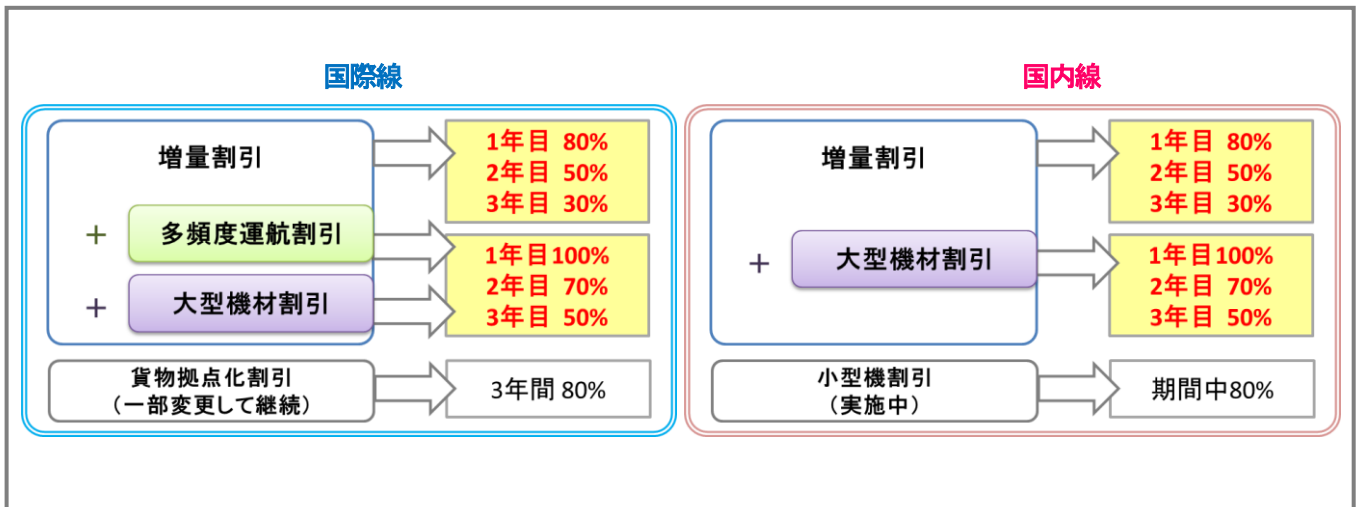 国際線
増量割引
1年目 80%
2年目 50%
3年目 30%
+ 多頻度運航割引
+ 大型機材割引
1年目100%
2年目 70%
3年目 50%
貨物拠点化割引
(一部変更して継続)
3年間 80%
国内線
増量割引
1年目 80%
2年目 50%
3年目 30%
+ 大型機材割引
1年目100%
2年目 70%
3年目 50%
小型機割引
(実施中)
期間中80%